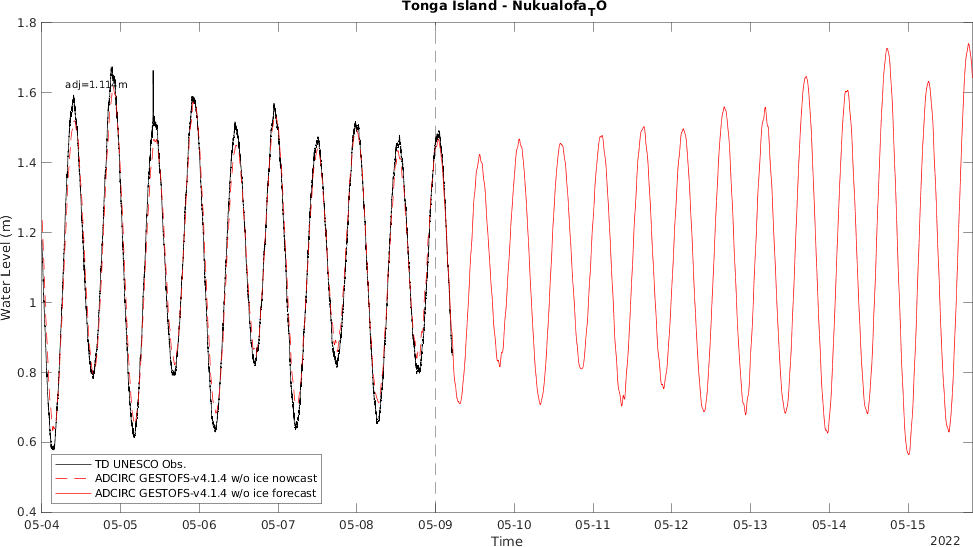 Tonga Island - NukualofaTO
1.8
adj=1.11 m
1.6
1.4
1.2
1
0.8
0.6
0.4
Water Level (m)
TD UNESCO Obs.
ADCIRC GESTOFS-v4.1.4 w/o ice nowcast
ADCIRC GESTOFS-v4.1.4 w/o ice forecast
05-04 05-05 05-06 05-07 05-08 05-09 05-10 05-11 05-12 05-13 05-14 05-15
Time
2022